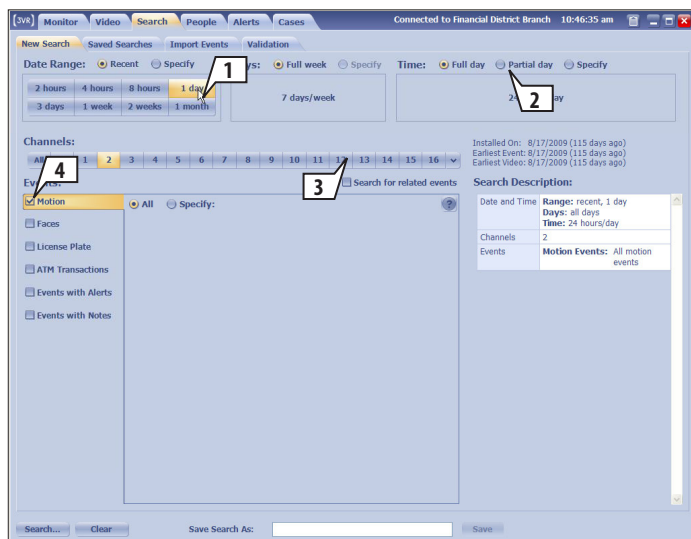 [3VR] Monitor Video Search People Alerts Cases Connected to Financial District Branch 10:46:35 am
New Search Saved Searches Import Events Validation
Date Range: Recent Specify 1 Full week Specify Time: Full day Partial day Specify
2 hours 4 hours 8 hours 1 day
3 days 1 week 2 weeks 1 month
7 days/week
2
Channels:
1 2 3 4 5 6 7 8 9 10 11 12 13 14 15 16
Installed On: 8/17/2009 (115 days ago)
Earliest Event: 8/17/2009 (115 days ago)
Earliest Video: 8/17/2009 (115 days ago)
4
3
Search for related events
Search Description:
Motion
All Specify: ?
Faces
License Plate
ATM Transactions
Events with Alerts
Events with Notes
Date and Time Range: recent, 1 day
Days: all days
Time: 24 hours/day
Channels 2
Events Motion Events: All motion
events
Search... Clear Save Search As: Save